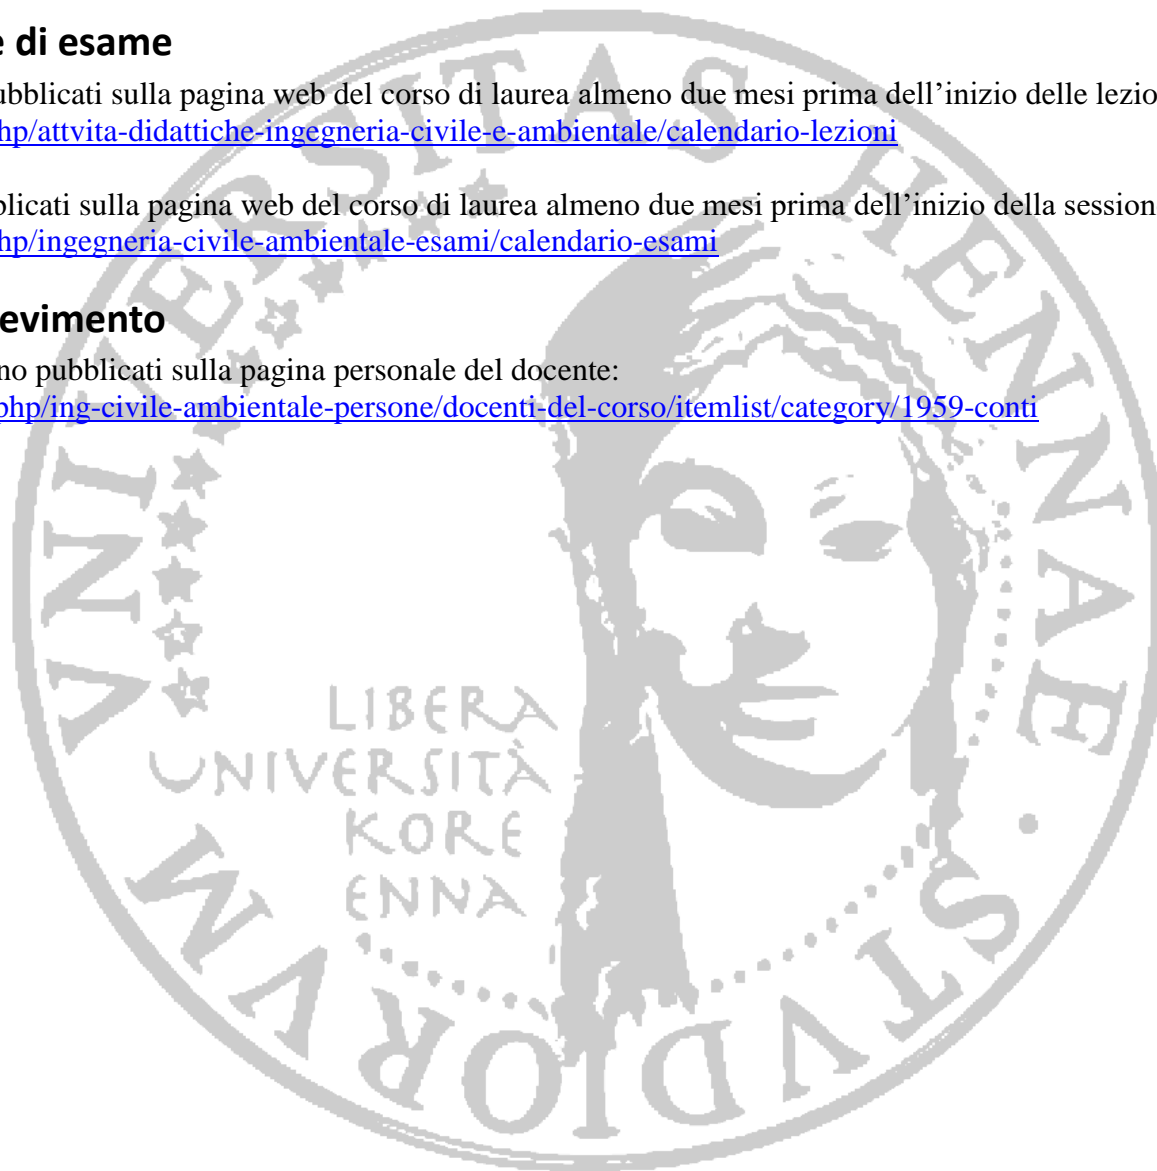 e di esame
ubblicati sulla pagina web del corso di laurea almeno due mesi prima dell’inizio delle lezio
hp/attvita-didattiche-ingegneria-civile-e-ambientale/calendario-lezioni
blicati sulla pagina web del corso di laurea almeno due mesi prima dell’inizio della session
hp/ingegneria-civile-ambientale-esami/calendario-esami
evimento
no pubblicati sulla pagina personale del docente:
php/ing-civile-ambientale-persone/docenti-del-corso/itemlist/category/1959-conti
VNIVERSITAS HENNAE · STVDIORVM
LIBERA
UNIVERSITÀ
KORE
ENNA